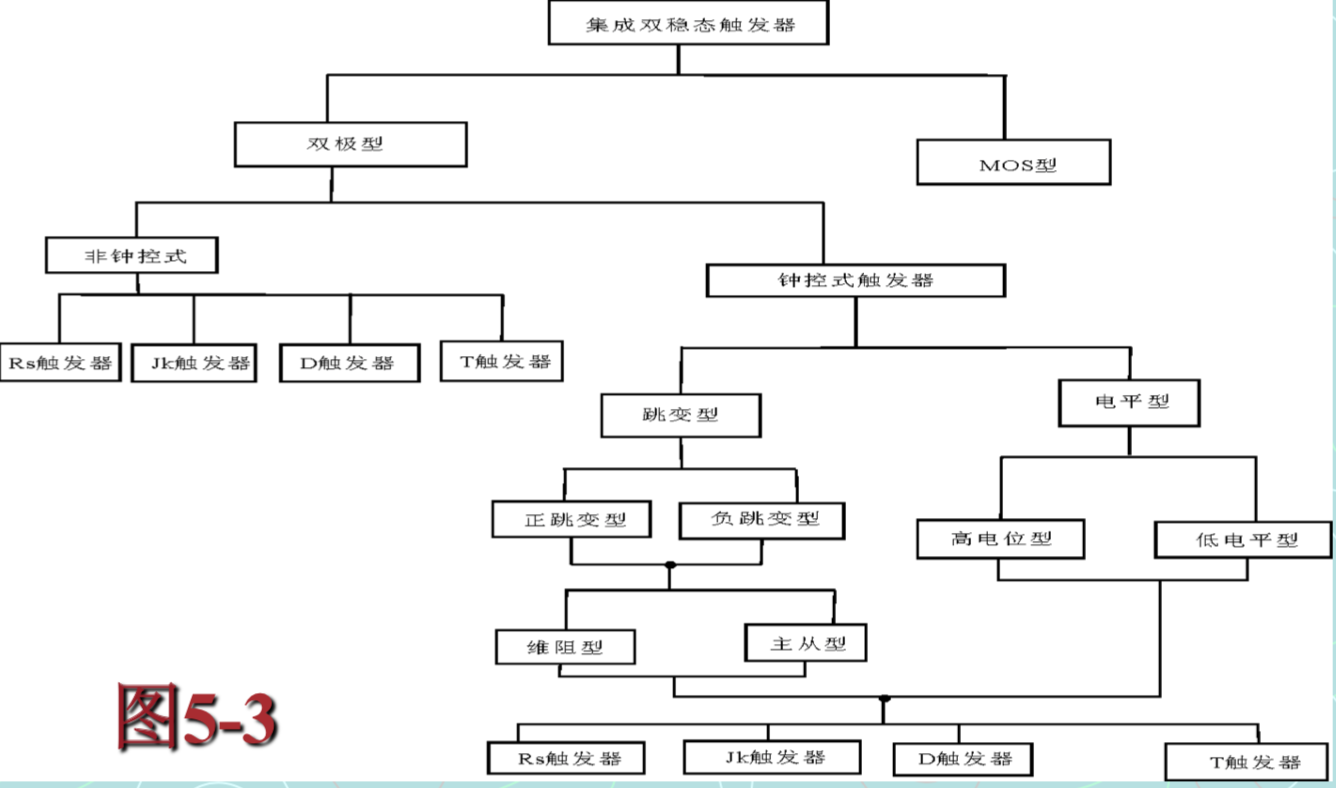 集成双稳态触发器
双极型
MOS型
非钟控式
钟控式触发器
Rs触发器
Jk触发器
D触发器
T触发器
跳变型
电平型
正跳变型
负跳变型
高电位型
低电平型
维阻型
主从型
图5-3
Rs触发器
Jk触发器
D触发器
T触发器